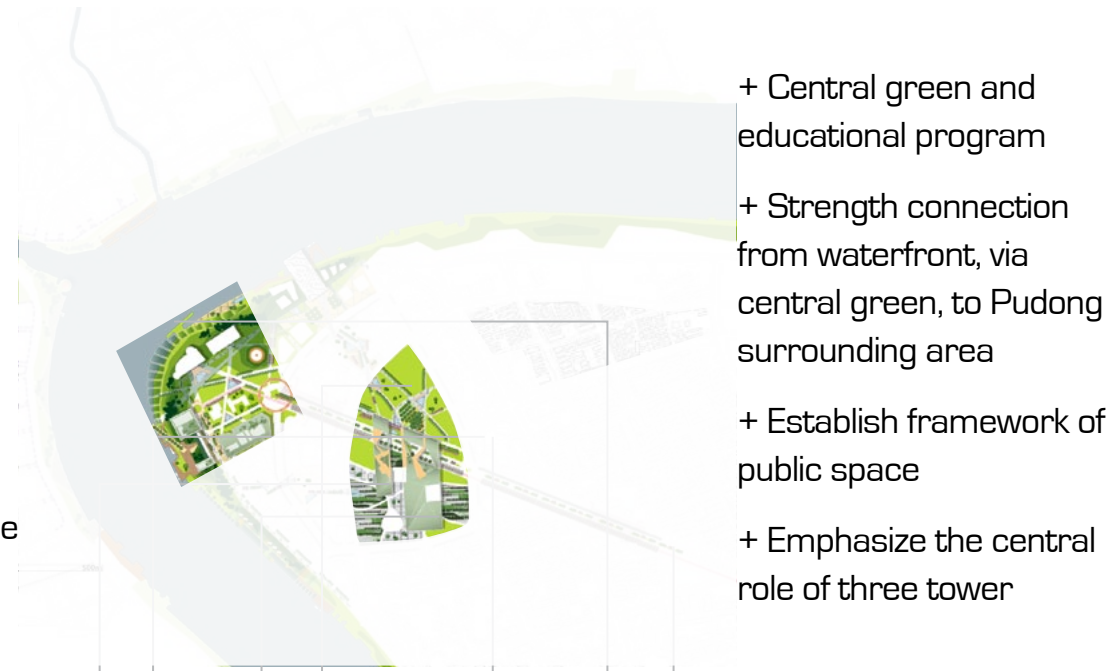 + Central green and
educational program
+ Strength connection
from waterfront, via
central green, to Pudong
surrounding area
+ Establish framework of
public space
+ Emphasize the central
role of three tower
e